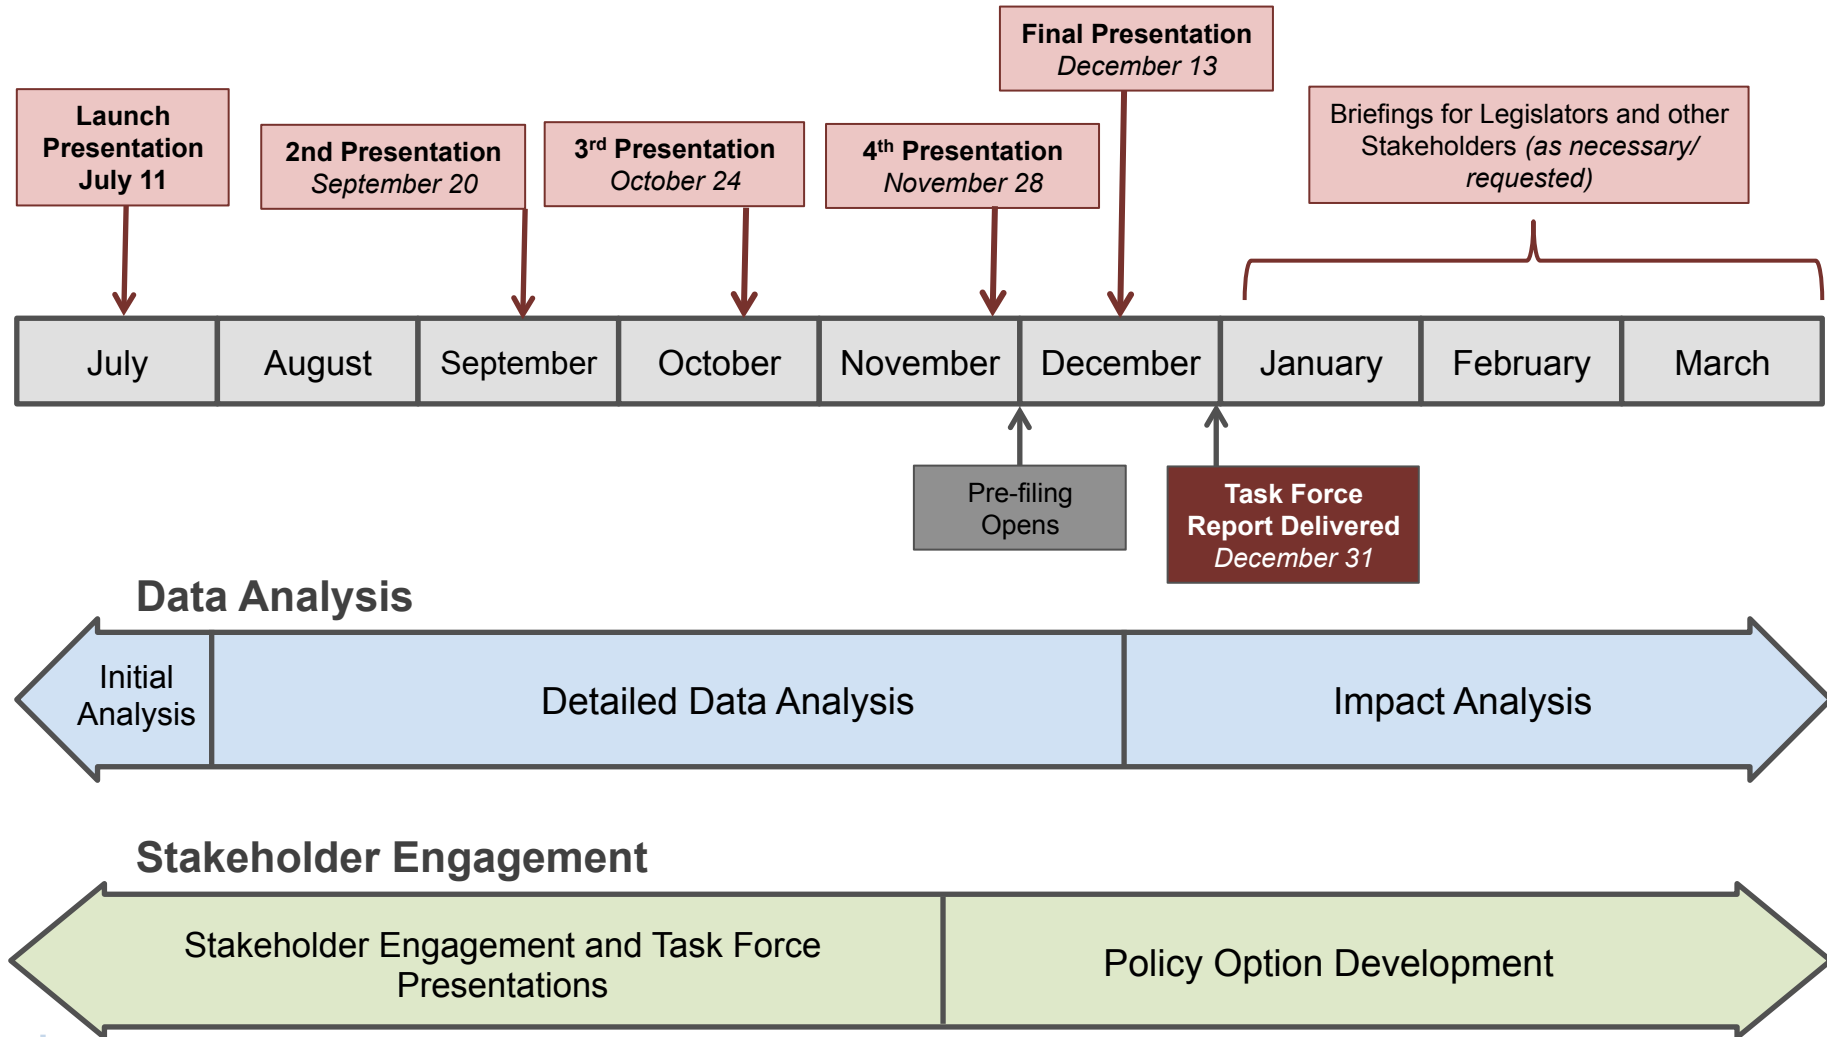 Final Presentation
December 13
Launch
Presentation
July 11
2nd Presentation
September 20
3rd Presentation
October 24
4th Presentation
November 28
Briefings for Legislators and other
Stakeholders (as necessary/
requested)
July
August
September
October
November
December
January
February
March
Pre-filing
Opens
Task Force
Report Delivered
December 31
Data Analysis
Initial
Analysis
Detailed Data Analysis
Impact Analysis
Stakeholder Engagement
Stakeholder Engagement and Task Force
Presentations
Policy Option Development